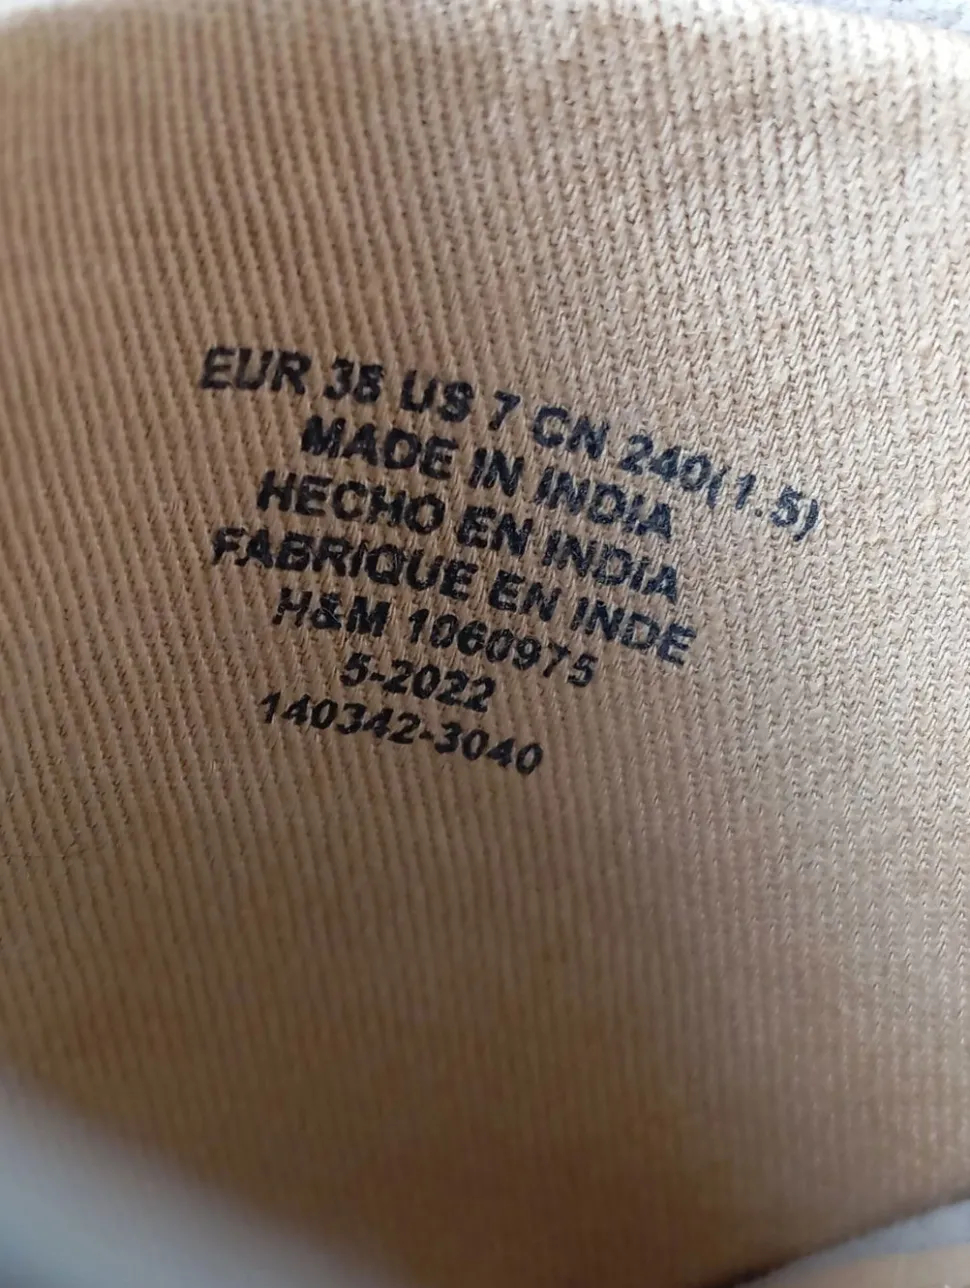 EUR 38 US 7 CN 240(1.5)
MADE IN INDIA
HECHO EN INDIA
FABRIQUE EN INDE
H&M 1060975
5-2022
140342-3040